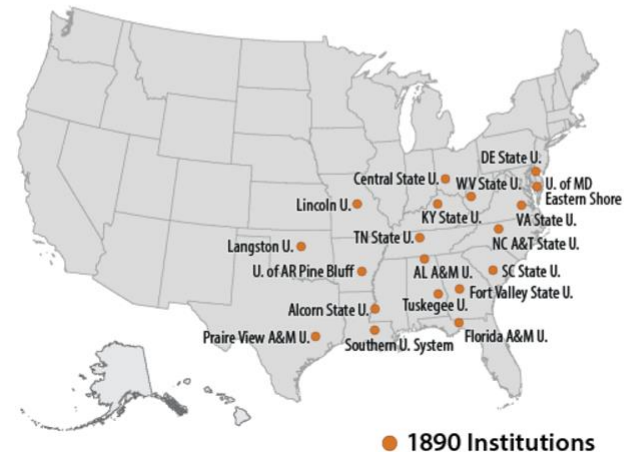 DE State U.
Central State U.
WV State U.
U. of MD
Eastern Shore
Lincoln U.
KY State U.
VA State U.
TN State U.
NC A&T State U.
Langston U.
U. of AR Pine Bluff
AL A&M U.
SC State U.
Fort Valley State U.
Tuskegee U.
Alcorn State U.
Praire View A&M U.
Southern U. System
Florida A&M U.
1890 Institutions